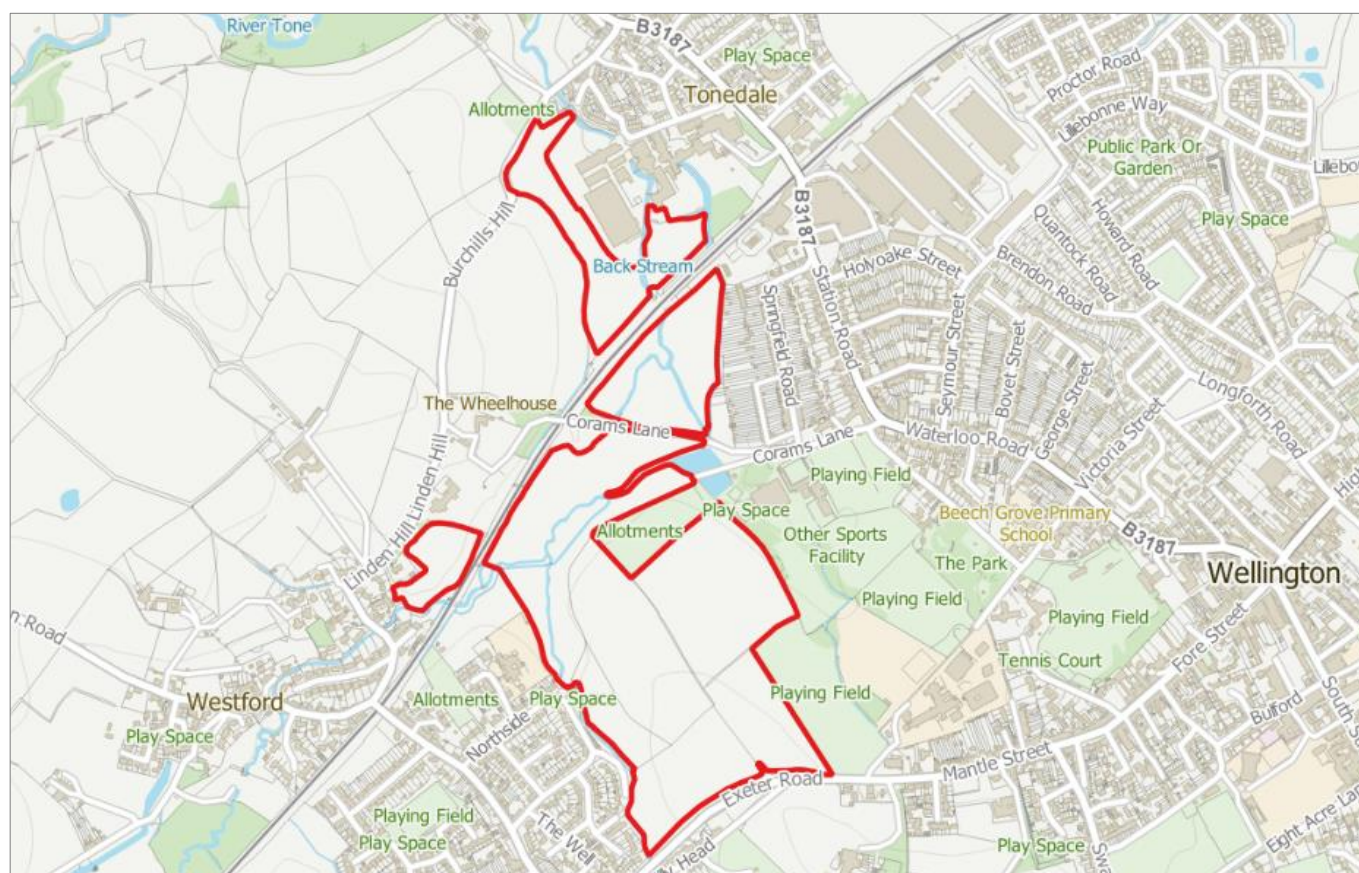 River Tone
B3187
Play Space
Tonedale
Proctor Road
Allotments
Lillebonne Way
Public Park Or
Garden
Play Space
B3187
Burchills Hill
Quantock Road
Howard Road
Back Stream
Holyoake Street
Brendon Road
Springfield Road
Station Road
Seymour Street
Bovet Street
George Street
Longforth Road
The Wheelhouse
Corams Lane
Waterloo Road
Victoria Street
Corams Lane
Linden Hill
Linden Hill
Playing Field
Play Space
Beech Grove Primary
School
Allotments
Other Sports
Facility
B3187
The Park
Wellington
Playing Field
Playing Field
Fore Street
Tennis Court
Westford
Allotments
Play Space
Playing Field
Play Space
Northside
Bulford
Mantle Street
Exeter Road
Playing Field
Play Space
The Well
Play Space
Eight Acre